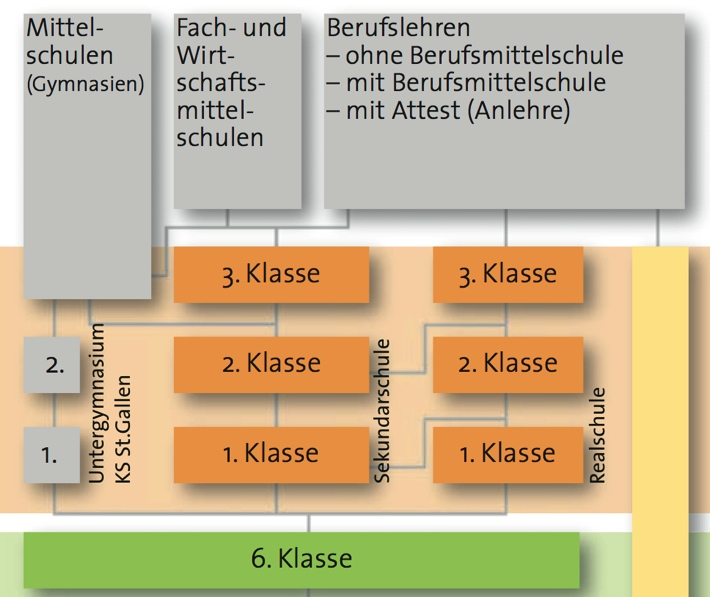 Mittel-
schulen
(Gymnasien)
Fach- und
Wirt-
schafts-
mittel-
schulen
Berufslehren
– ohne Berufsmittelschule
– mit Berufsmittelschule
– mit Attest (Anlehre)
3. Klasse
3. Klasse
2.
Untergymnasium
KS St.Gallen
2. Klasse
Sekundarschule
2. Klasse
Realschule
1.
1. Klasse
1. Klasse
6. Klasse